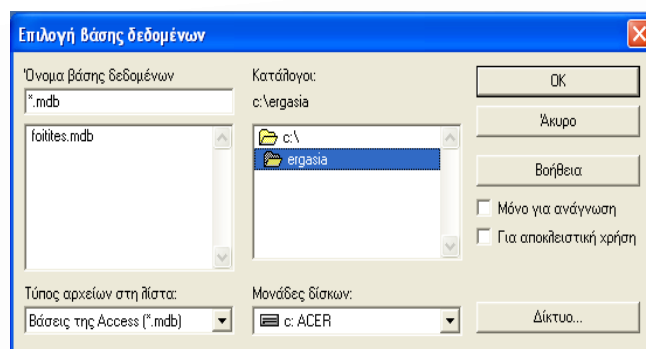 Επιλογή βάσης δεδομένων
Όνομα βάσης δεδομένων
*.mdb
foitites.mdb
Τύπος αρχείων στη λίστα:
Βάσεις της Access (*.mdb)
Κατάλογοι:
c:\ergasia
c:\
ergasia
Μονάδες δίσκων:
c: ACER
OK
Άκυρο
Βοήθεια
Μόνο για ανάγνωση
Για αποκλειστική χρήση
Δίκτυο...